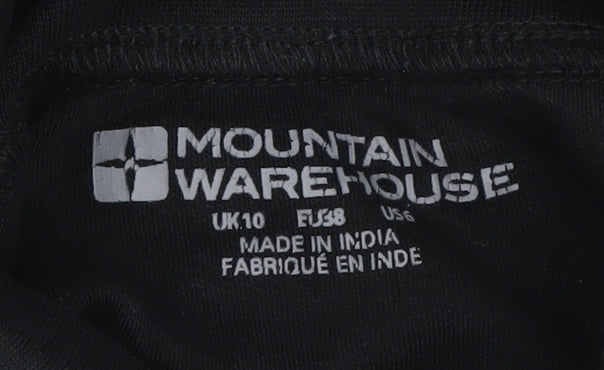 MOUNTAIN
WAREHOUSE
UK10 EU38 US6
MADE IN INDIA
FABRIQUÉ EN INDE